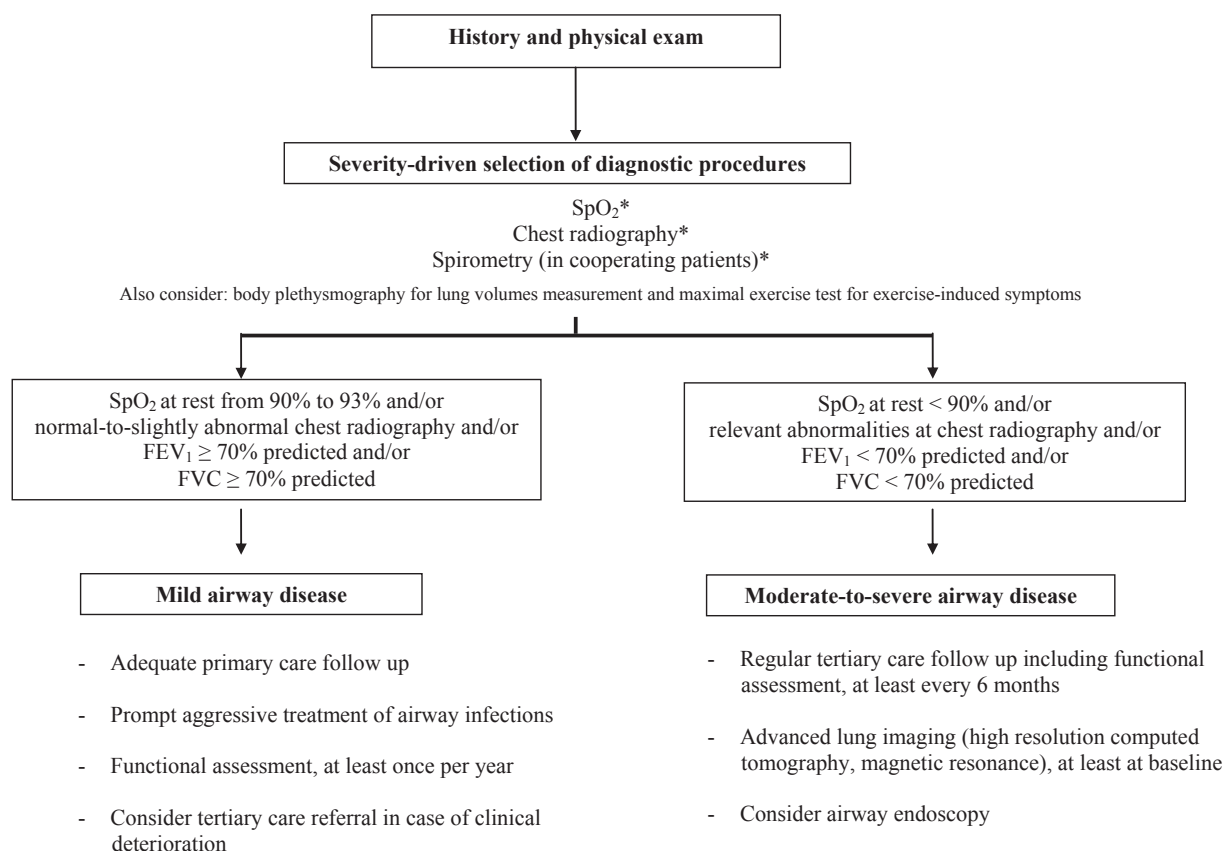 History and physical exam
Severity-driven selection of diagnostic procedures
SpO₂*
Chest radiography*
Spirometry (in cooperating patients)*
Also consider: body plethysmography for lung volumes measurement and maximal exercise test for exercise-induced symptoms
SpO₂ at rest from 90% to 93% and/or
normal-to-slightly abnormal chest radiography and/or
FEV₁ ≥ 70% predicted and/or
FVC ≥ 70% predicted
Mild airway disease
- Adequate primary care follow up
- Prompt aggressive treatment of airway infections
- Functional assessment, at least once per year
- Consider tertiary care referral in case of clinical
deterioration
SpO₂ at rest < 90% and/or
relevant abnormalities at chest radiography and/or
FEV₁ < 70% predicted and/or
FVC < 70% predicted
Moderate-to-severe airway disease
- Regular tertiary care follow up including functional
assessment, at least every 6 months
- Advanced lung imaging (high resolution computed
tomography, magnetic resonance), at least at baseline
- Consider airway endoscopy